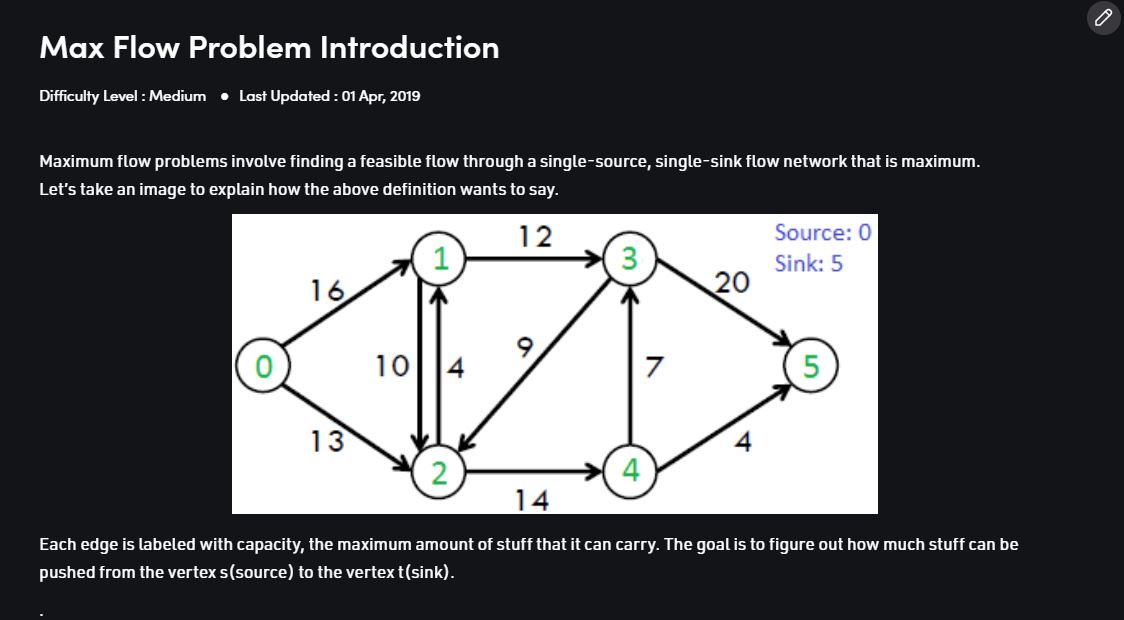 Max Flow Problem Introduction
Difficulty Level : Medium ● Last Updated : 01 Apr, 2019
Maximum flow problems involve finding a feasible flow through a single-source, single-sink flow network that is maximum.
Let's take an image to explain how the above definition wants to say.
Source: 0
Sink: 5
12
1
3
16
20
9
0
10
4
7
5
13
4
2
4
14
Each edge is labeled with capacity, the maximum amount of stuff that it can carry. The goal is to figure out how much stuff can be
pushed from the vertex s(source) to the vertex t(sink).
.